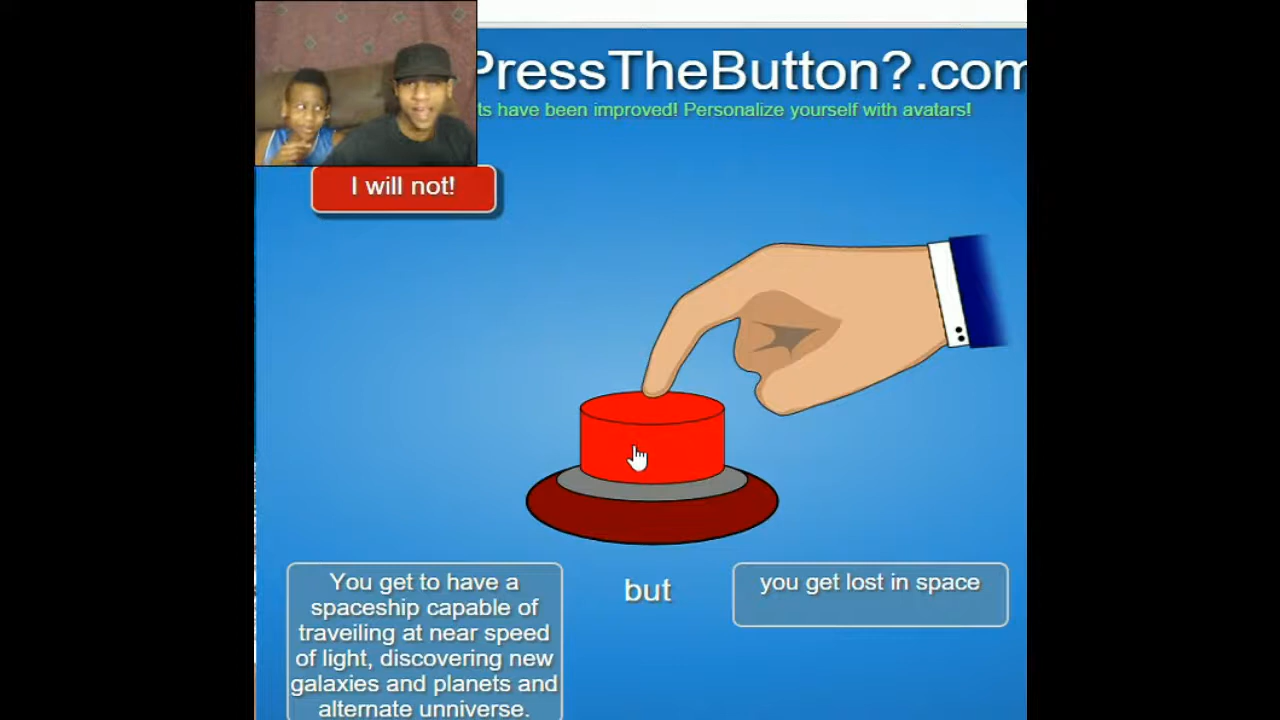 PressTheButton?.com
ts have been improved! Personalize yourself with avatars!
I will not!
You get to have a
spaceship capable of
traveiling at near speed
of light, discovering new
galaxies and planets and
alternate unniverse.
but
you get lost in space